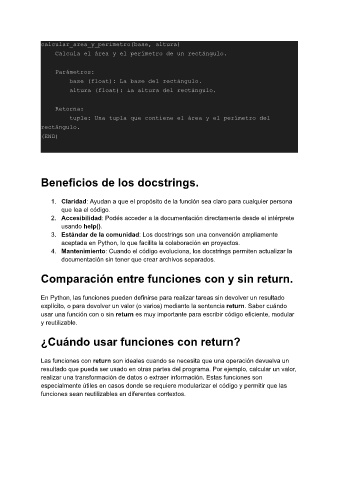 calcular_area_y_perimetro(base, altura)
Calcula el área y el perímetro de un rectángulo.
Parámetros:
base (float): La base del rectángulo.
altura (float): La altura del rectángulo.
Retorna:
tuple: Una tupla que contiene el área y el perímetro del
rectángulo.
(END)
Beneficios de los docstrings.
1. Claridad: Ayudan a que el propósito de la función sea claro para cualquier persona
que lea el código.
2. Accesibilidad: Podés acceder a la documentación directamente desde el intérprete
usando help().
3. Estándar de la comunidad: Los docstrings son una convención ampliamente
aceptada en Python, lo que facilita la colaboración en proyectos.
4. Mantenimiento: Cuando el código evoluciona, los docstrings permiten actualizar la
documentación sin tener que crear archivos separados.
Comparación entre funciones con y sin return.
En Python, las funciones pueden definirse para realizar tareas sin devolver un resultado
explícito, o para devolver un valor (o varios) mediante la sentencia return. Saber cuándo
usar una función con o sin return es muy importante para escribir código eficiente, modular
y reutilizable.
¿Cuándo usar funciones con return?
Las funciones con return son ideales cuando se necesita que una operación devuelva un
resultado que pueda ser usado en otras partes del programa. Por ejemplo, calcular un valor,
realizar una transformación de datos o extraer información. Estas funciones son
especialmente útiles en casos donde se requiere modularizar el código y permitir que las
funciones sean reutilizables en diferentes contextos.